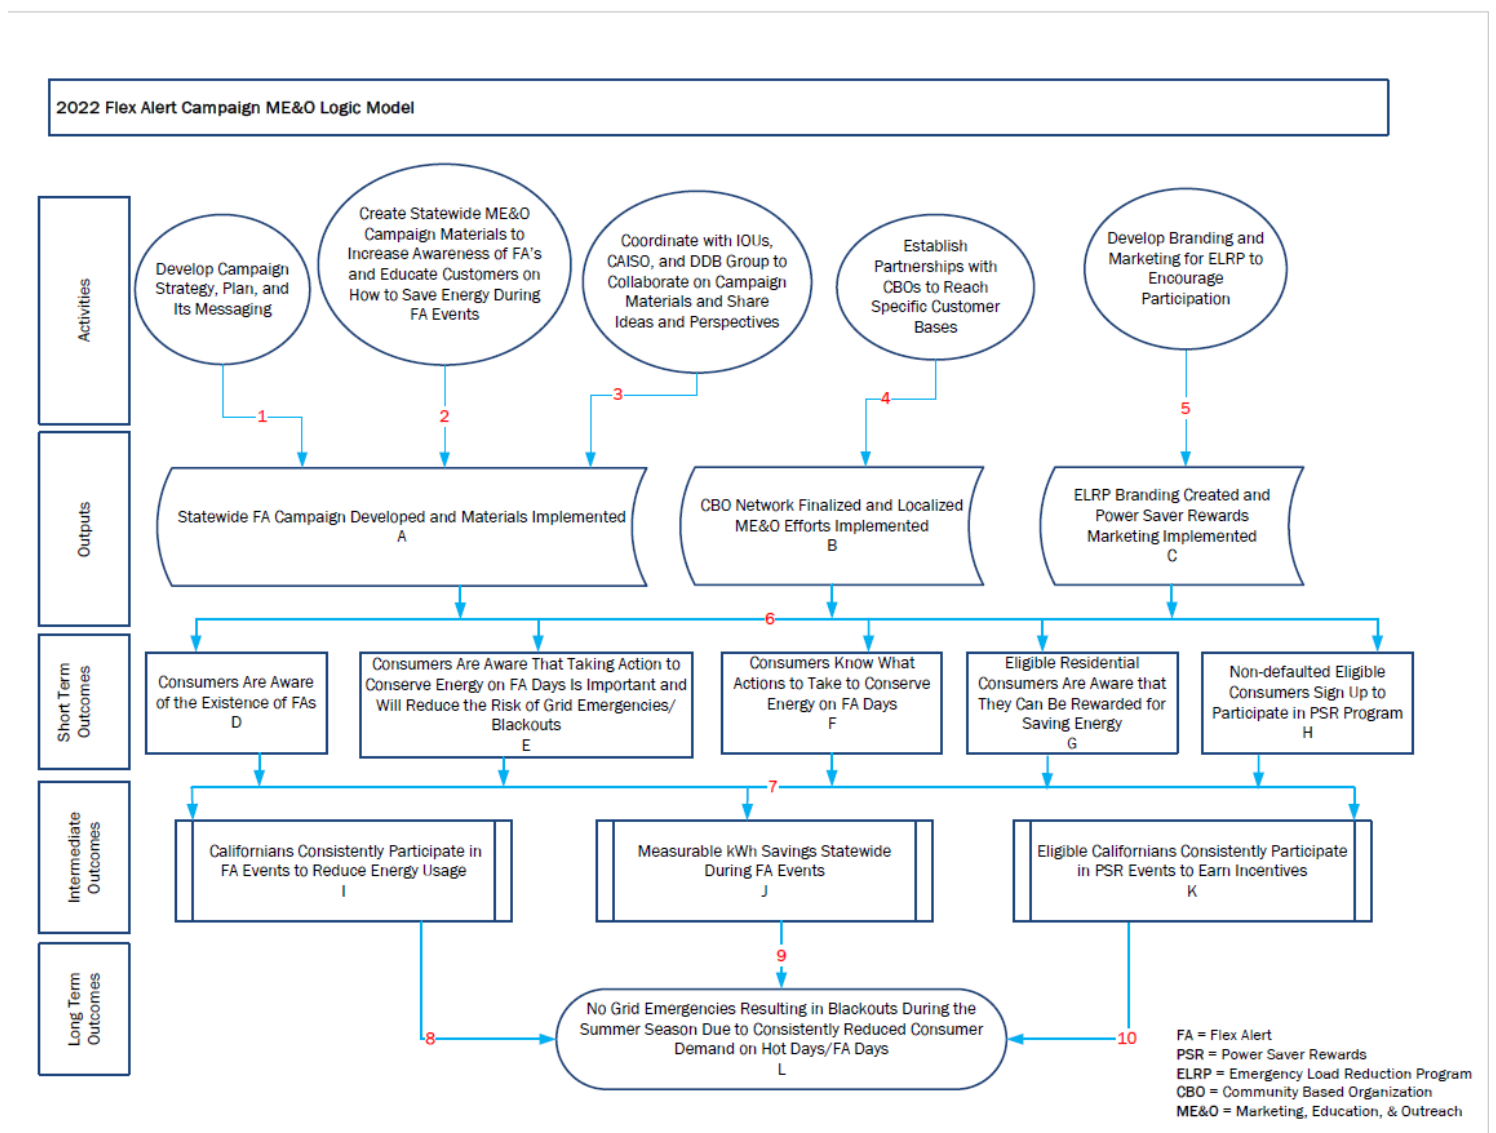 2022 Flex Alert Campaign ME&O Logic Model
Activities
Develop Campaign
Strategy, Plan, and
Its Messaging
Create Statewide ME&O
Campaign Materials to
Increase Awareness of FA's
and Educate Customers on
How to Save Energy During
FA Events
Coordinate with IOUs,
CAISO, and DDB Group to
Collaborate on Campaign
Materials and Share
Ideas and Perspectives
Establish
Partnerships with
CBOs to Reach
Specific Customer
Bases
Develop Branding and
Marketing for ELRP to
Encourage
Participation
1
2
3
4
5
Outputs
Statewide FA Campaign Developed and Materials Implemented
A
CBO Network Finalized and Localized
ME&O Efforts Implemented
B
ELRP Branding Created and
Power Saver Rewards
Marketing Implemented
C
6
Short Term
Outcomes
Consumers Are Aware
of the Existence of FAs
D
Consumers Are Aware That Taking Action to
Conserve Energy on FA Days Is Important and
Will Reduce the Risk of Grid Emergencies/
Blackouts
E
Consumers Know What
Actions to Take to Conserve
Energy on FA Days
F
Eligible Residential
Consumers Are Aware that
They Can Be Rewarded for
Saving Energy
G
Non-defaulted Eligible
Consumers Sign Up to
Participate in PSR Program
H
7
Intermediate
Outcomes
Californians Consistently Participate in
FA Events to Reduce Energy Usage
I
Measurable kWh Savings Statewide
During FA Events
J
Eligible Californians Consistently Participate
in PSR Events to Earn Incentives
K
8
9
10
Long Term
Outcomes
No Grid Emergencies Resulting in Blackouts During the
Summer Season Due to Consistently Reduced Consumer
Demand on Hot Days/FA Days
L
FA = Flex Alert
PSR = Power Saver Rewards
ELRP = Emergency Load Reduction Program
CBO = Community Based Organization
ME&O = Marketing, Education, & Outreach